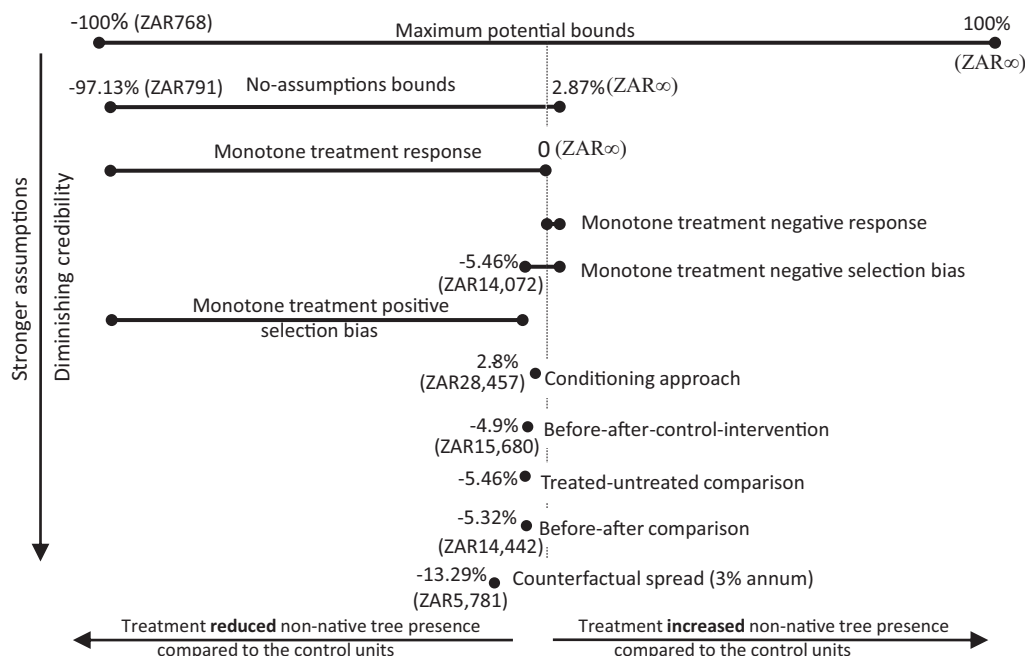 -100% (ZAR768)
Maximum potential bounds
100%
(ZAR∞)
-97.13% (ZAR791)
No-assumptions bounds
2.87%(ZAR∞)
Monotone treatment response
0 (ZAR∞)
Monotone treatment negative response
-5.46%
(ZAR14,072)
Monotone treatment negative selection bias
Monotone treatment positive
selection bias
2.8%
(ZAR28,457)
Conditioning approach
-4.9%
(ZAR15,680)
Before-after-control-intervention
-5.46%
Treated-untreated comparison
-5.32%
(ZAR14,442)
Before-after comparison
-13.29%
(ZAR5,781)
Counterfactual spread (3% annum)
Stronger assumptions
Diminishing credibility
Treatment reduced non-native tree presence
compared to the control units
Treatment increased non-native tree presence
compared to the control units